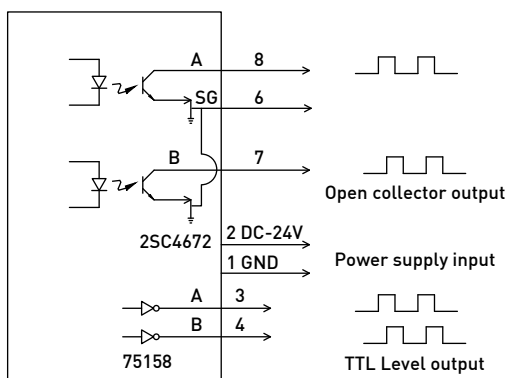 A 8
SG 6
B 7
Open collector output
2SC4672
2 DC-24V
1 GND
Power supply input
A 3
B 4
75158
TTL Level output